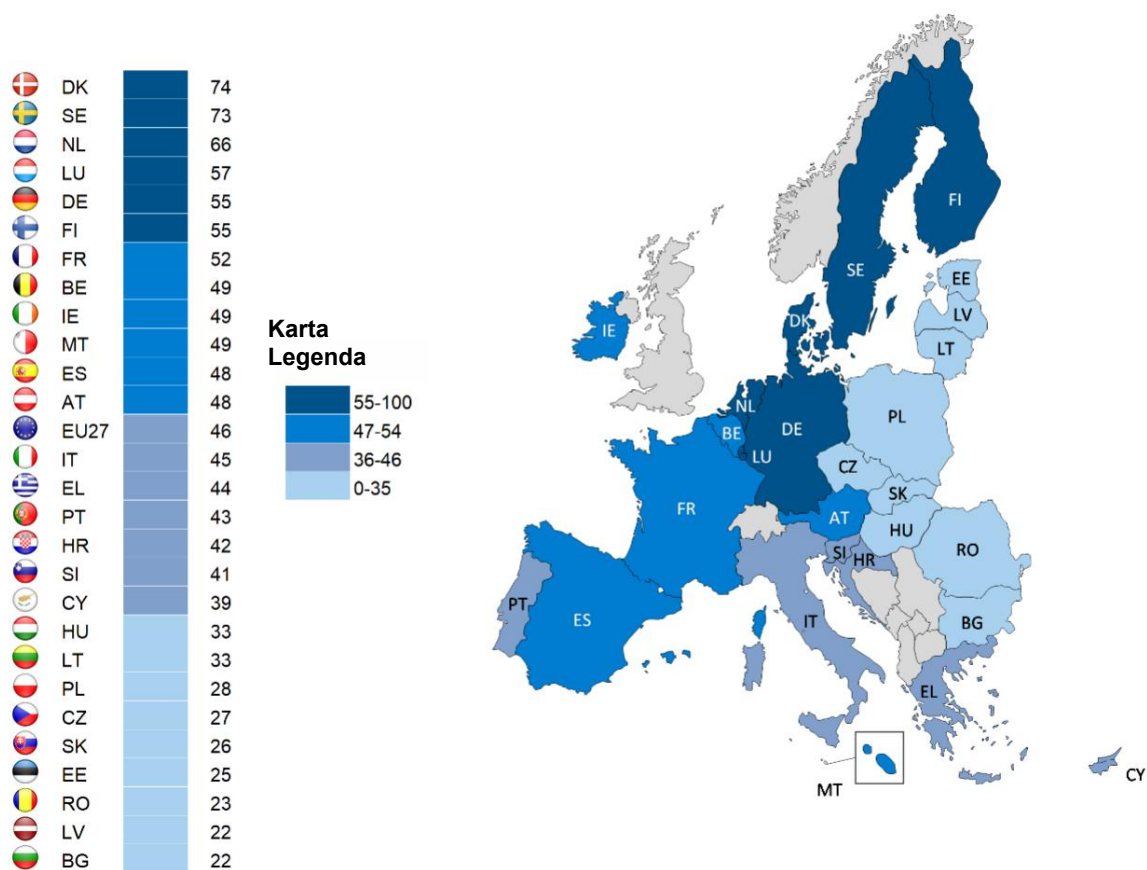 DK 74
SE 73
NL 66
LU 57
DE 55
FI 55
FR 52
BE 49
IE 49
MT 49
ES 48
AT 48
EU27 46
IT 45
EL 44
PT 43
HR 42
SI 41
CY 39
HU 33
LT 33
PL 28
CZ 27
SK 26
EE 25
RO 23
LV 22
BG 22
Karta
Legenda
55-100
47-54
36-46
0-35
FI
SE
EE
LV
LT
DK
IE
NL
BE
DE
PL
LU
CZ
SK
FR
AT
HU
SI
HR
RO
PT
ES
IT
BG
EL
MT
CY